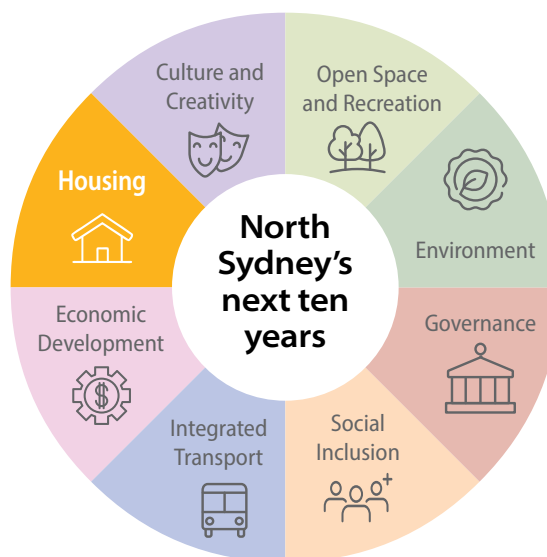 Culture and
Creativity
Open Space
and Recreation
Housing
Environment
North
Sydney’s
next ten
years
Economic
Development
Governance
Integrated
Transport
Social
Inclusion
$